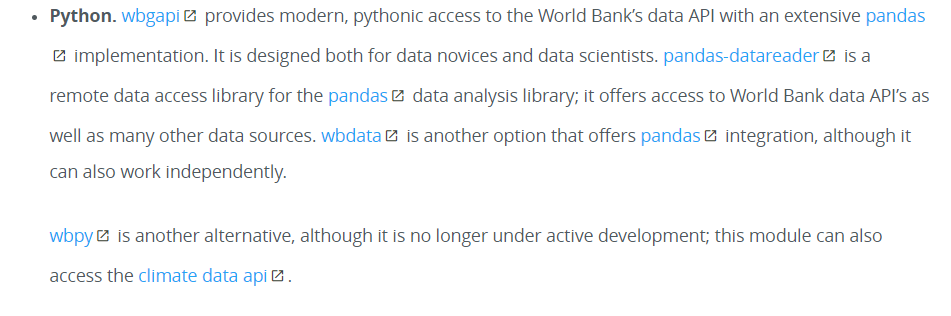 • Python. wbgapi provides modern, pythonic access to the World Bank’s data API with an extensive pandas
implementation. It is designed both for data novices and data scientists. pandas-datareader is a
remote data access library for the pandas data analysis library; it offers access to World Bank data API’s as
well as many other data sources. wbdata is another option that offers pandas integration, although it
can also work independently.
wbpy is another alternative, although it is no longer under active development; this module can also
access the climate data api .